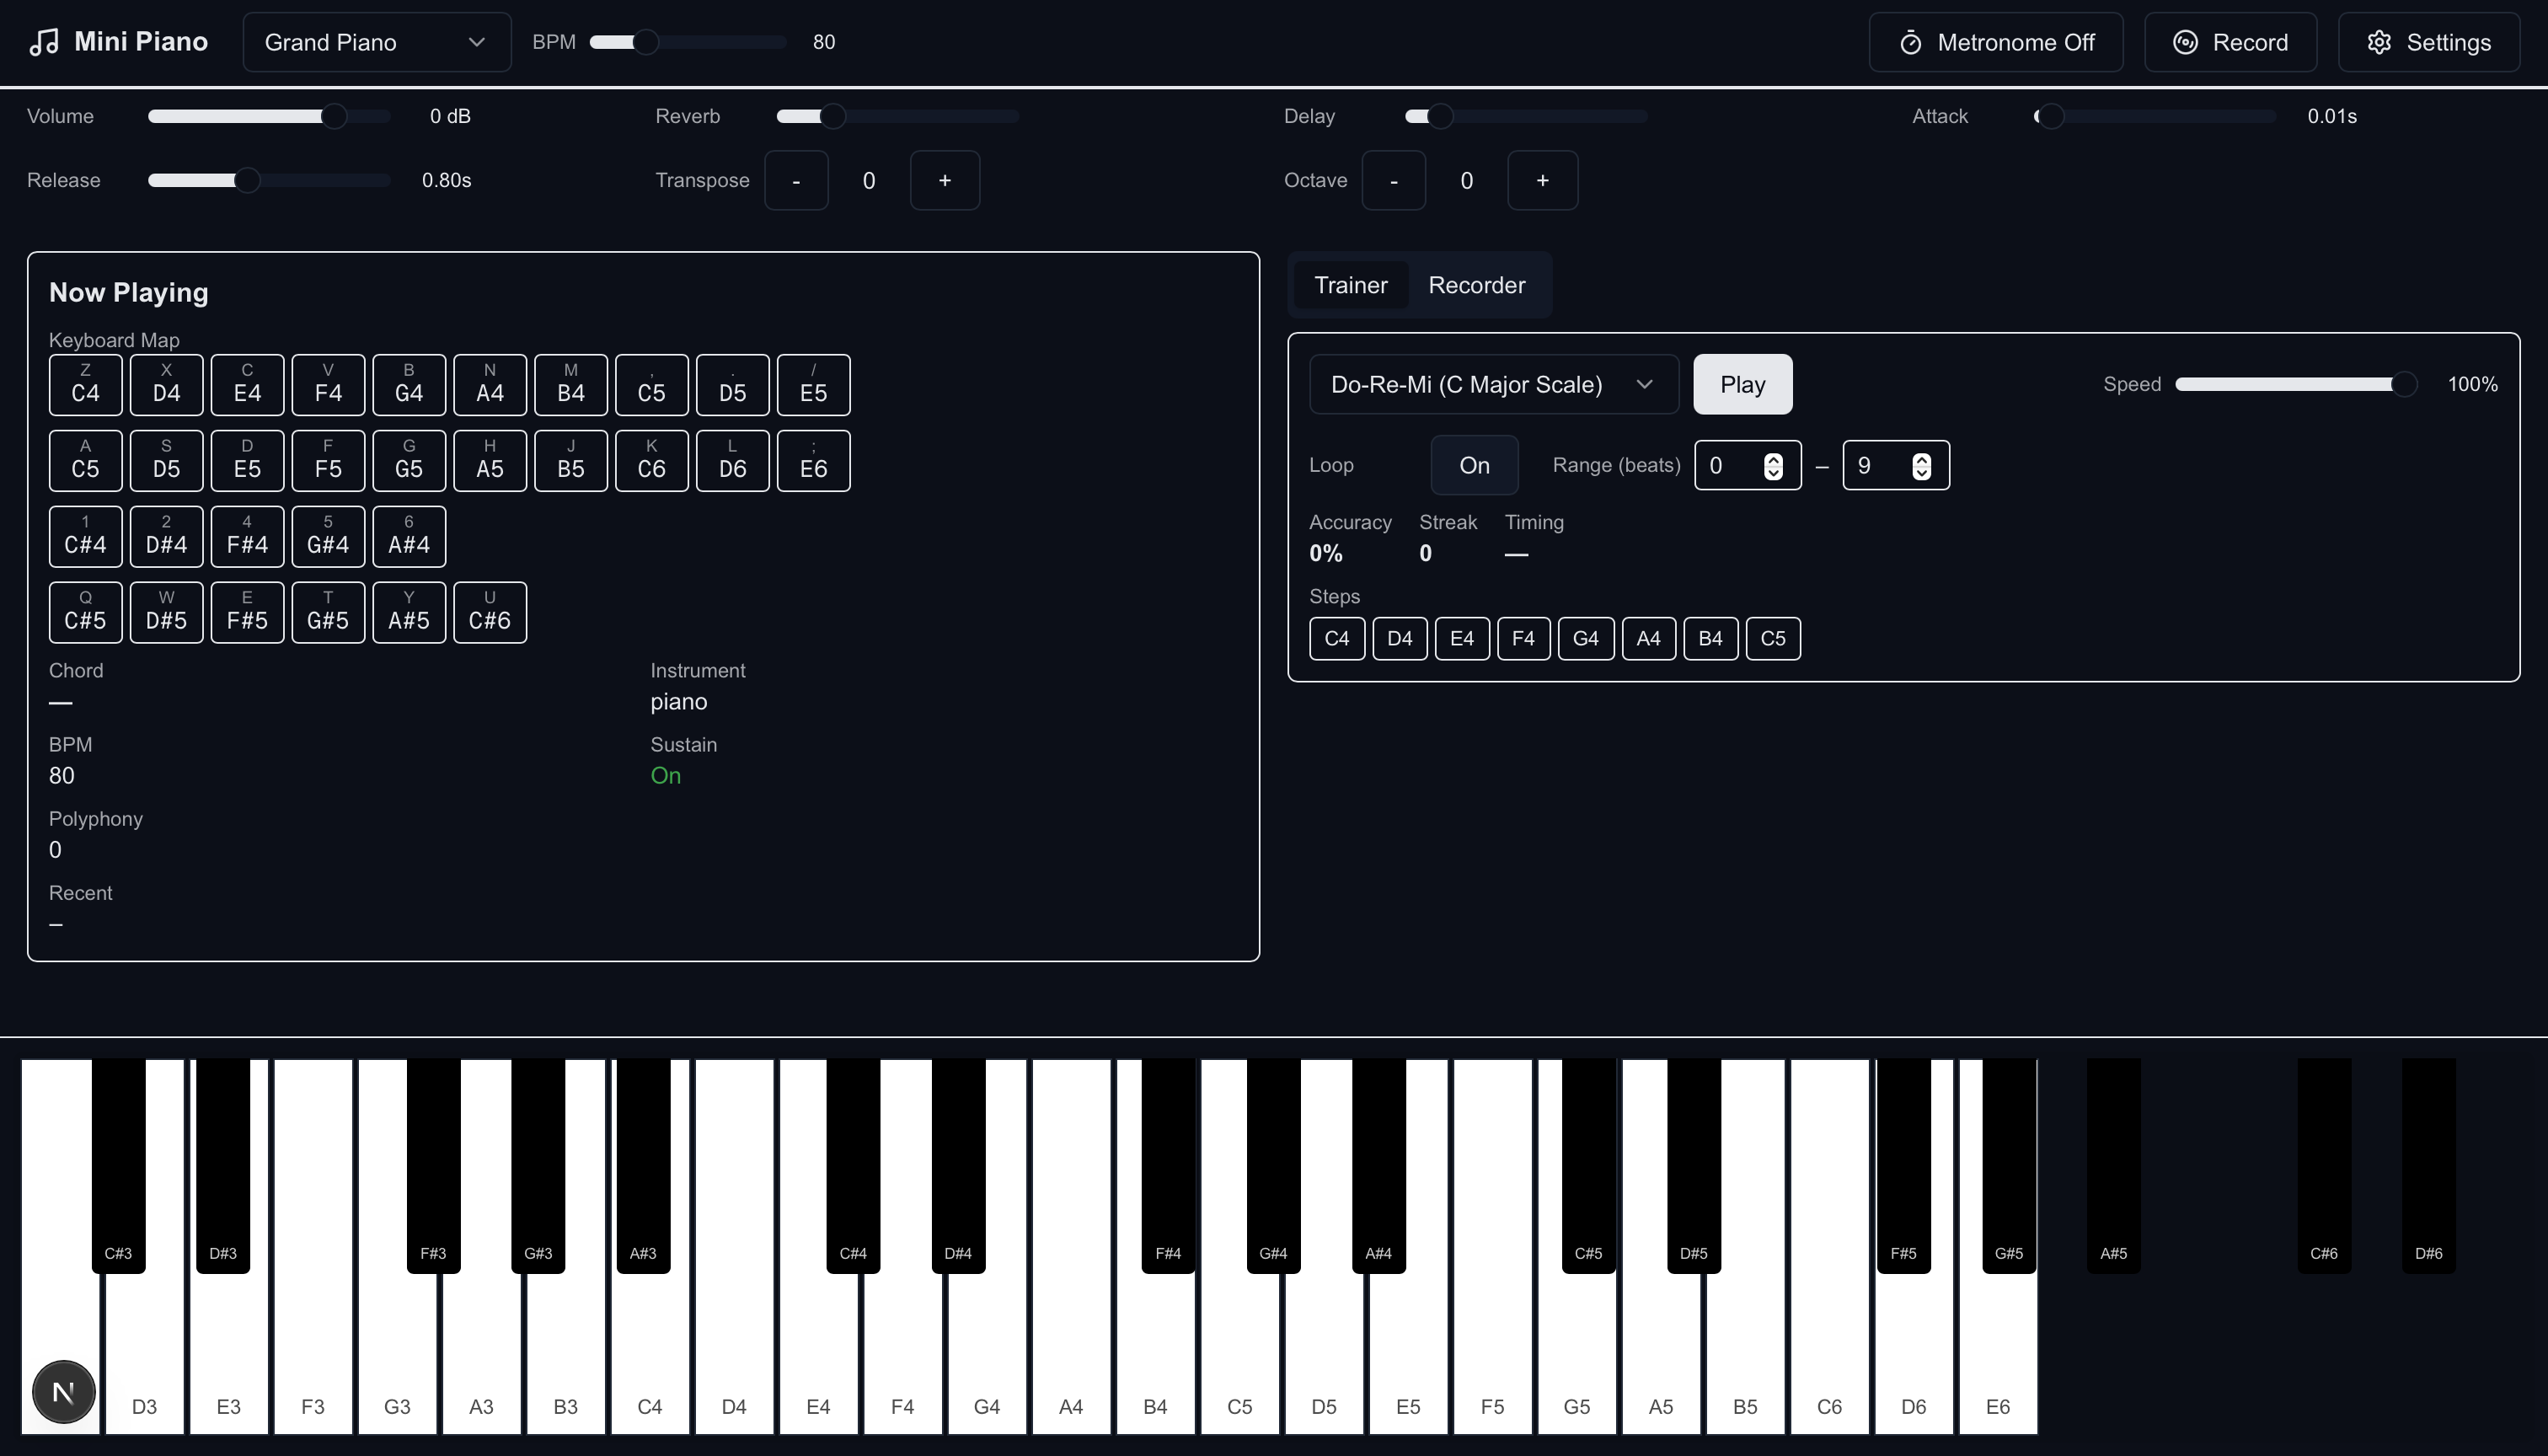 Mini Piano Grand Piano BPM 80 Metronome Off Record Settings
Volume 0 dB Reverb Delay Attack 0.01s
Release 0.80s Transpose - 0 + Octave - 0 +
Now Playing
Keyboard Map
Z X C V B N M , . /
C4 D4 E4 F4 G4 A4 B4 C5 D5 E5
A S D F G H J K L ;
C5 D5 E5 F5 G5 A5 B5 C6 D6 E6
1 2 4 5 6
C#4 D#4 F#4 G#4 A#4
Q W E T Y U
C#5 D#5 F#5 G#5 A#5 C#6
Chord Instrument
— piano
BPM Sustain
80 On
Polyphony
0
Recent
–
Trainer Recorder
Do-Re-Mi (C Major Scale) Play Speed 100%
Loop On Range (beats) 0 – 9
Accuracy Streak Timing
0% 0 —
Steps
C4 D4 E4 F4 G4 A4 B4 C5
C#3 D#3 F#3 G#3 A#3 C#4 D#4 F#4 G#4 A#4 C#5 D#5 F#5 G#5 A#5 C#6 D#6
N D3 E3 F3 G3 A3 B3 C4 D4 E4 F4 G4 A4 B4 C5 D5 E5 F5 G5 A5 B5 C6 D6 E6